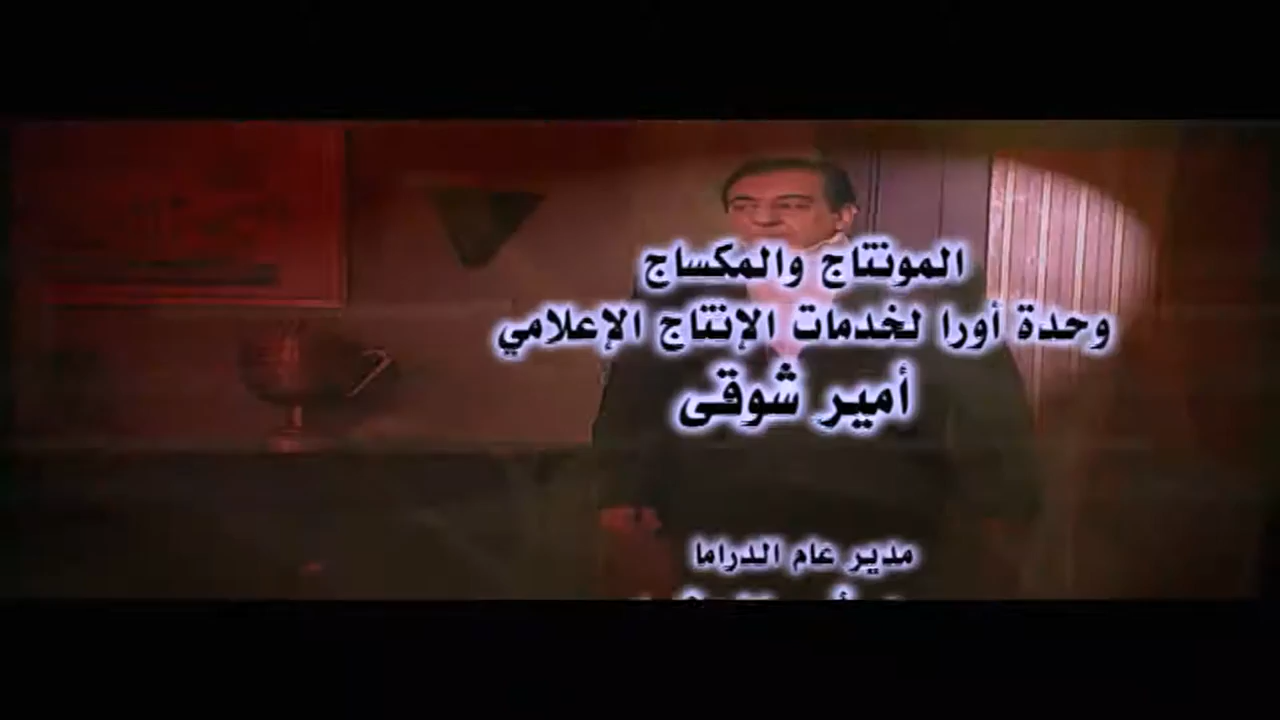 المونتاج والمكساج
وحدة أورا لخدمات الإنتاج الإعلامي
أمير شوقى
مدير عام الدراما